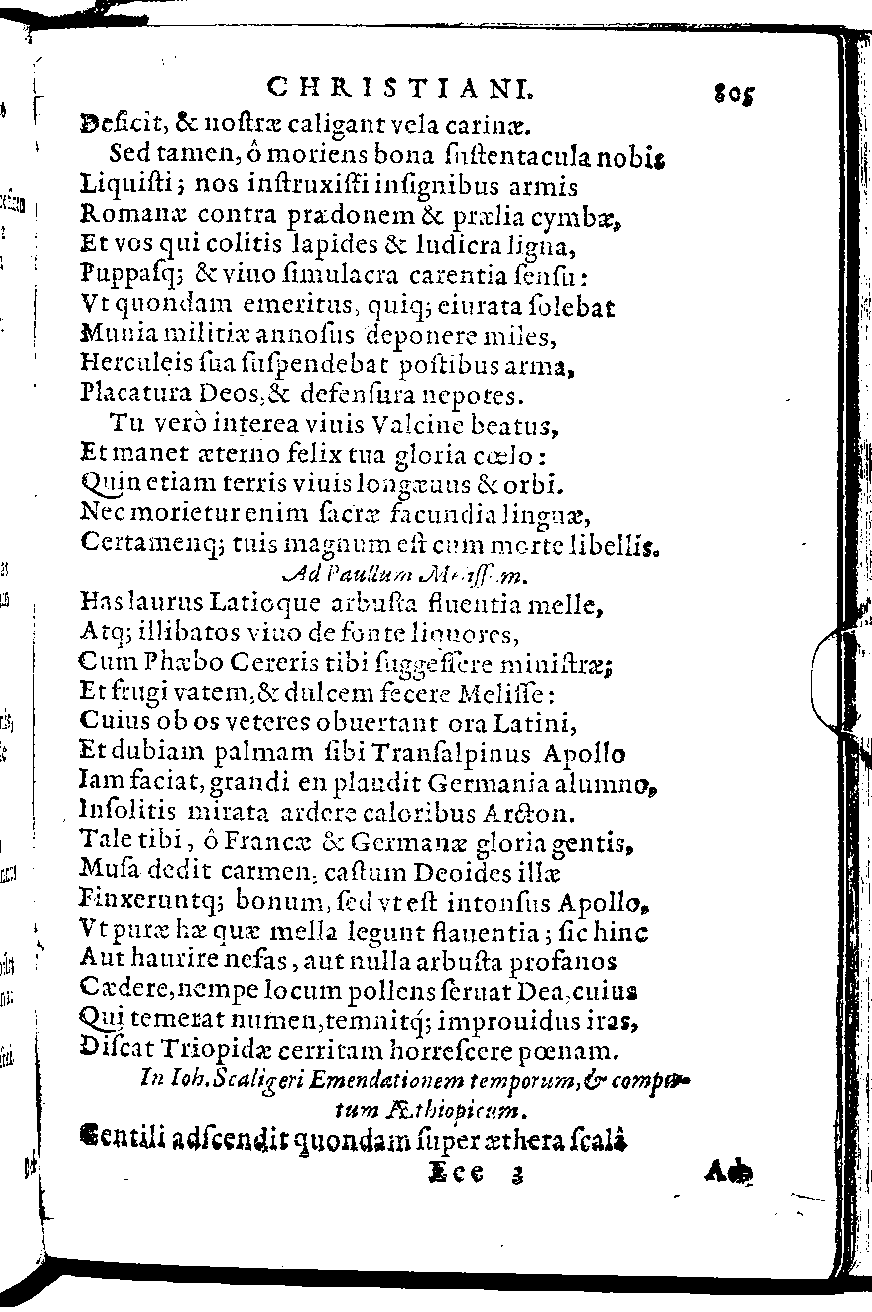 CHRISTIANI. 805
Deficit, & noſtræ caligant vela carinæ.
Sed tamen, ô moriens bona ſuſtentacula nobis
Liquiſti; nos inſtruxiſti inſignibus armis
Romanæ contra prædonem & prælia cymbæ,
Et vos qui colitis lapides & ludicra ligna,
Puppaſq; & viuo ſimulacra carentia ſenſu:
Vt quondam emeritus, quiq; eiurata ſolebat
Munia militiæ annoſus deponere miles,
Herculeis ſua ſuſpendebat poſtibus arma,
Placatura Deos, & defenſura nepotes.
Tu verò interea viuis Valcine beatus,
Et manet æterno felix tua gloria cœlo:
Quin etiam terris viuis longæuus & orbi.
Nec morietur enim ſacræ facundia linguæ,
Certamenq; tuis magnum eſt cum morte libellis.
Ad Paullum
Has laurus Latioque arbuſta fluentia melle,
Atq; illibatos viuo de fonte liquores,
Cum Phæbo Cereris tibi ſuggeſſere miniſtræ;
Et frugi vatem, & dulcem fecere Meliſſe:
Cuius ob os veteres obuertant ora Latini,
Et dubiam palmam ſibi Tranſalpinus Apollo
Iam faciat, grandi en plaudit Germania alumno,
Inſolitis mirata ardere caloribus Arcton.
Tale tibi, ô Francæ & Germanæ gloria gentis,
Muſa dedit carmen, caſtum Deoides illæ
Finxeruntq; bonum, ſed vt eſt intonſus Apollo,
Vt puræ hæ quæ mella legunt flauentia; ſic hinc
Aut haurire nefas, aut nulla arbuſta profanos
Cædere, nempe locum pollens ſeruat Dea, cuius
Qui temerat numen, temnitq́; improuidus iras,
Diſcat Triopidæ cerritam horreſcere pœnam.
In Ioh. Scaligeri Emendationem temporum, & compu-
tum Æthiopicum.
Gentili adſcendit quondam ſuper æthera ſcalâ
Eee 3